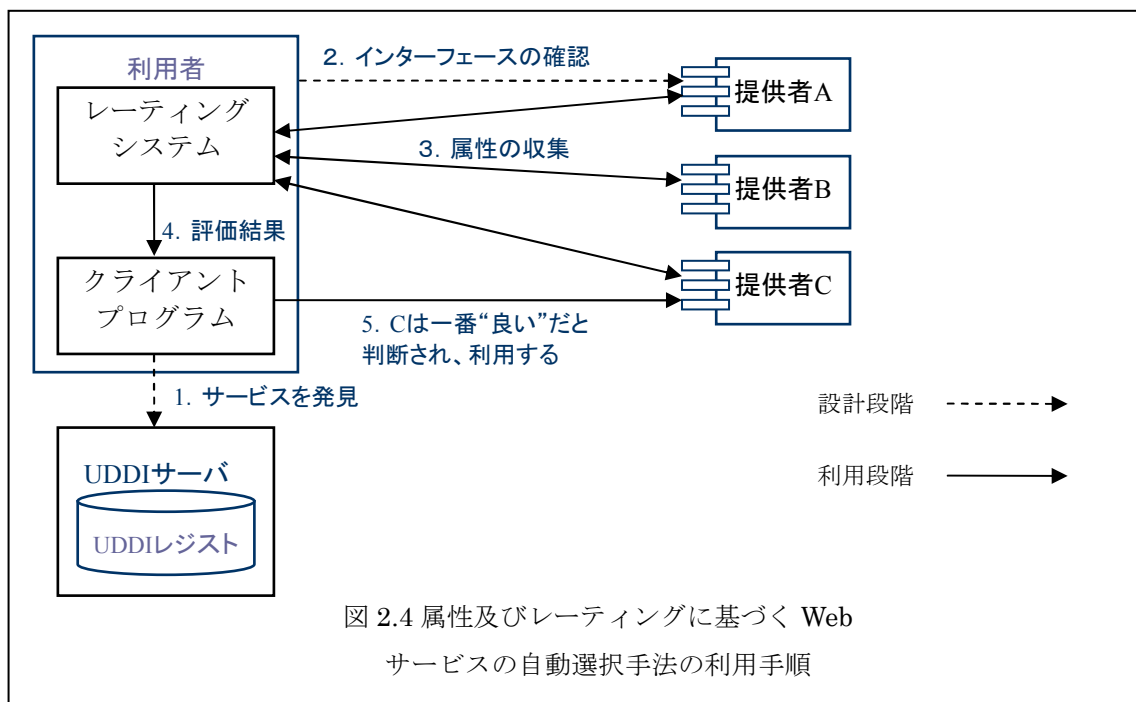 利用者
レーティング
システム
2. インターフェースの確認
提供者A
3. 属性の収集
提供者B
4. 評価結果
クライアント
プログラム
提供者C
5. Cは一番“良い”だと
判断され、利用する
1. サービスを発見
設計段階
利用段階
UDDIサーバ
UDDIレジスト
図 2.4 属性及びレーティングに基づく Web
サービスの自動選択手法の利用手順